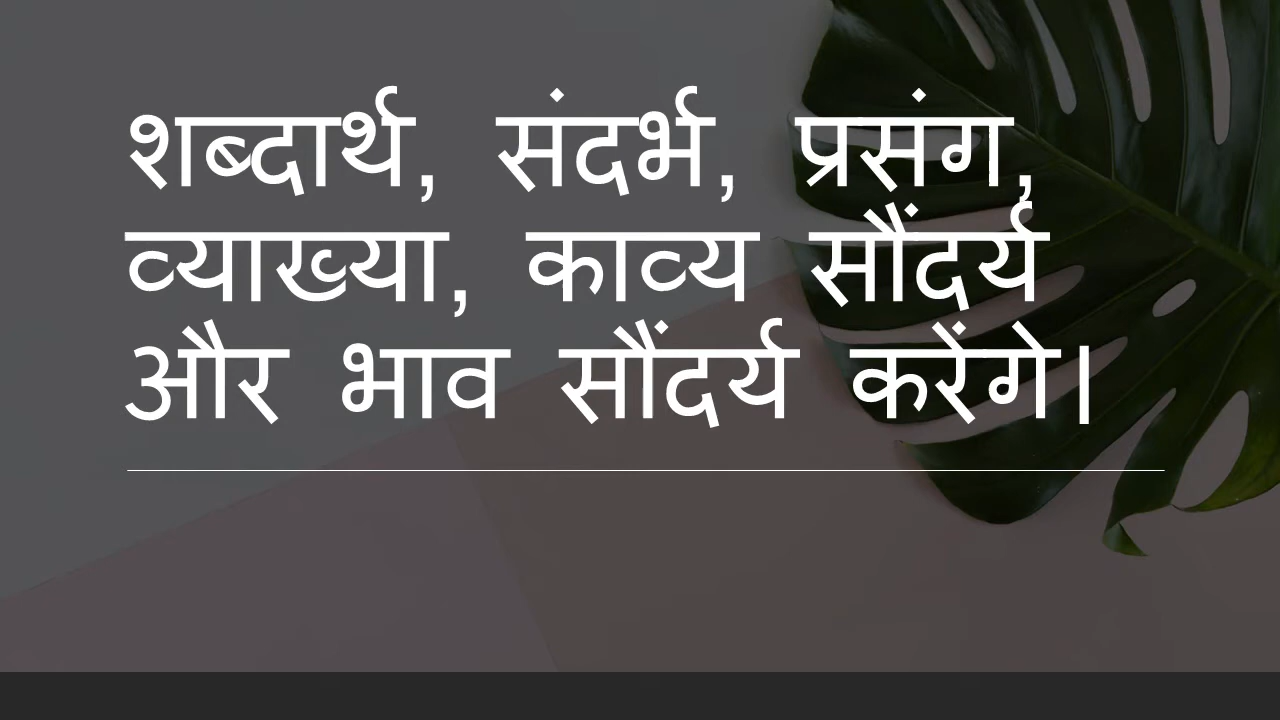 शब्दार्थ, संदर्भ, प्रसंग,
व्याख्या, काव्य सौंदर्य
और भाव सौंदर्य करेंगे।